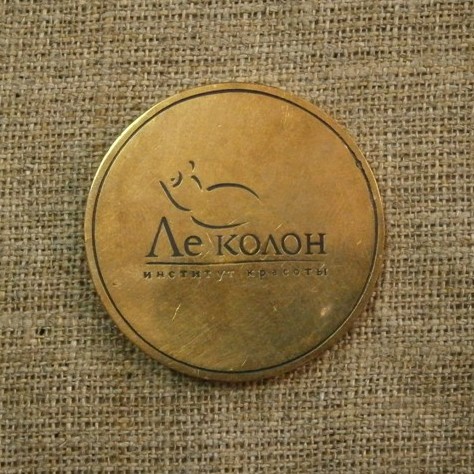 Ле колон
институт красоты